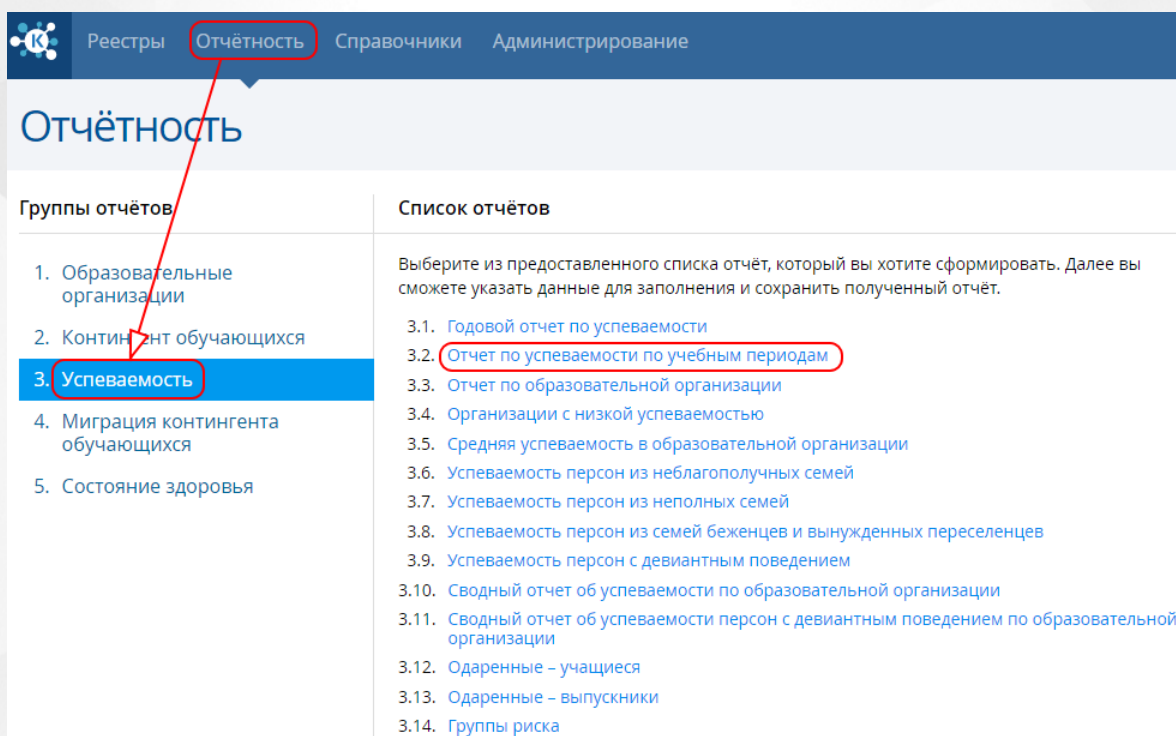 К
Реестры Отчётность Справочники Администрирование
Отчётность
Группы отчётов
1. Образовательные
организации
2. Контингент обучающихся
3. Успеваемость
4. Миграция контингента
обучающихся
5. Состояние здоровья
Список отчётов
Выберите из предоставленного списка отчёт, который вы хотите сформировать. Далее вы
сможете указать данные для заполнения и сохранить полученный отчёт.
3.1. Годовой отчет по успеваемости
3.2. Отчет по успеваемости по учебным периодам
3.3. Отчет по образовательной организации
3.4. Организации с низкой успеваемостью
3.5. Средняя успеваемость в образовательной организации
3.6. Успеваемость персон из неблагополучных семей
3.7. Успеваемость персон из неполных семей
3.8. Успеваемость персон из семей беженцев и вынужденных переселенцев
3.9. Успеваемость персон с девиантным поведением
3.10. Сводный отчет об успеваемости по образовательной организации
3.11. Сводный отчет об успеваемости персон с девиантным поведением по образовательной
организации
3.12. Одаренные – учащиеся
3.13. Одаренные – выпускники
3.14. Группы риска